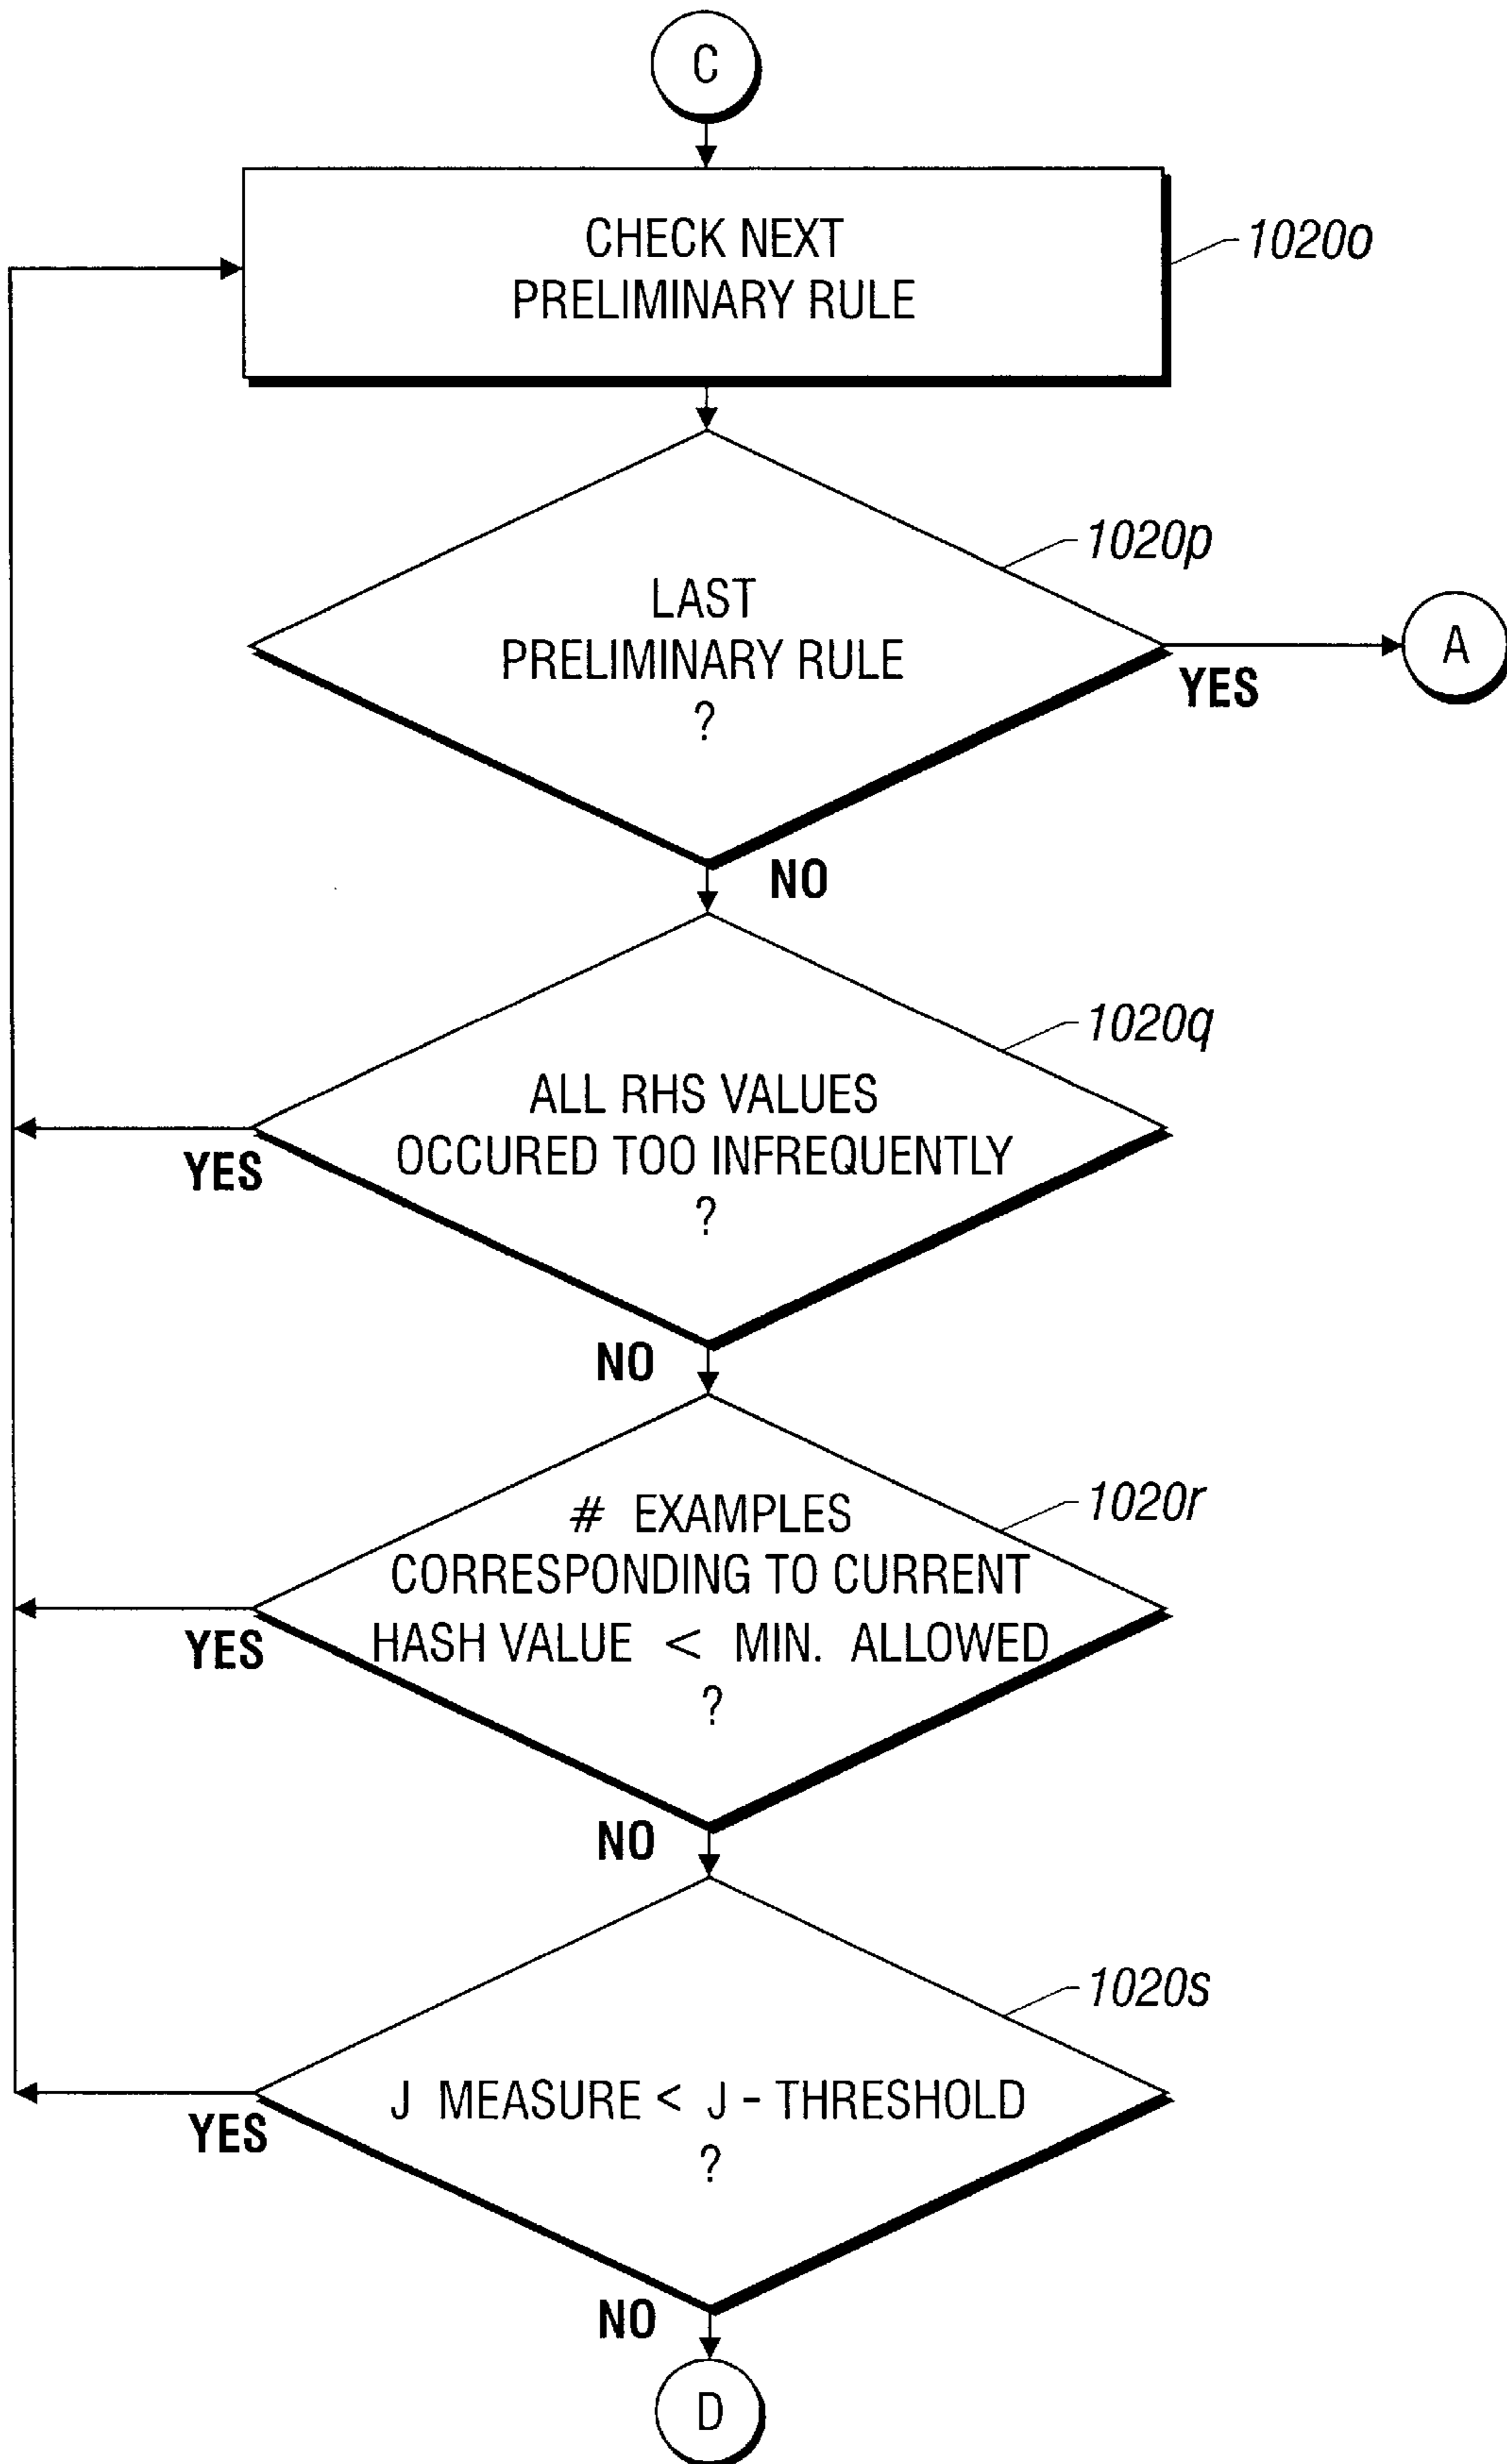 C
CHECK NEXT
PRELIMINARY RULE
1020o
1020p
LAST
PRELIMINARY RULE
?
YES
A
NO
1020q
ALL RHS VALUES
OCCURED TOO INFREQUENTLY
?
YES
NO
1020r
# EXAMPLES
CORRESPONDING TO CURRENT
HASH VALUE < MIN. ALLOWED
?
YES
NO
1020s
J MEASURE < J - THRESHOLD
?
YES
NO
D